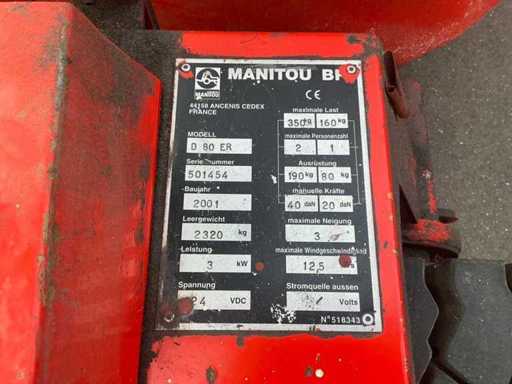 MANITOU
MANITOU BF
CE
44158 ANCENIS CEDEX
FRANCE
MODELL
D 80 ER
Serie nummer
501454
Baujahr
2001
Leergewicht
2320 kg
Leistung
3 kW
Spannung
24 VDC
maximale Last
350 kg 160 kg
maximale Personenzahl
2 1
Ausrüstung
190 kg 80 kg
manuelle Kräfte
40 daN 20 daN
maximale Neigung
3
maximale Windgeschwindigkeit
12,5
Stromquelle aussen
Volts
N° 518343